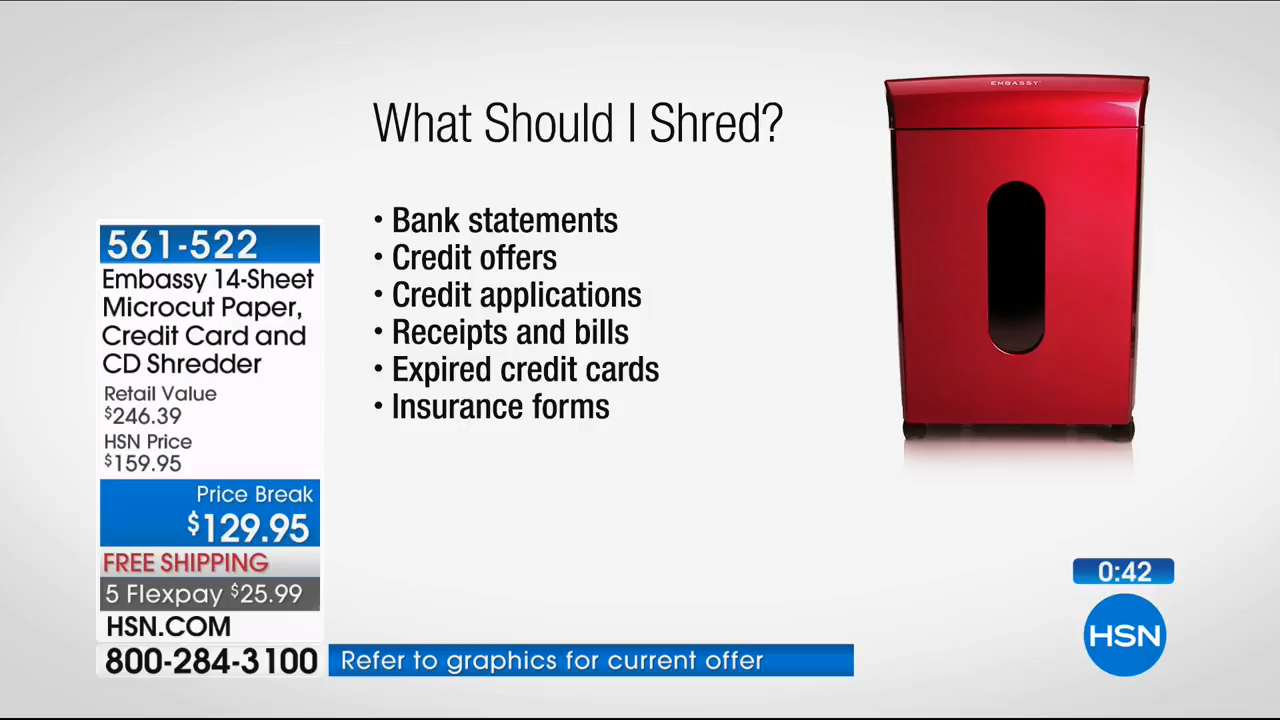 What Should I Shred?
• Bank statements
• Credit offers
• Credit applications
• Receipts and bills
• Expired credit cards
• Insurance forms
EMBASSY
561-522
Embassy 14-Sheet
Microcut Paper,
Credit Card and
CD Shredder
Retail Value
$246.39
HSN Price
$159.95
Price Break
$129.95
FREE SHIPPING
5 Flexpay $25.99
HSN.COM
800-284-3100
Refer to graphics for current offer
0:42
HSN